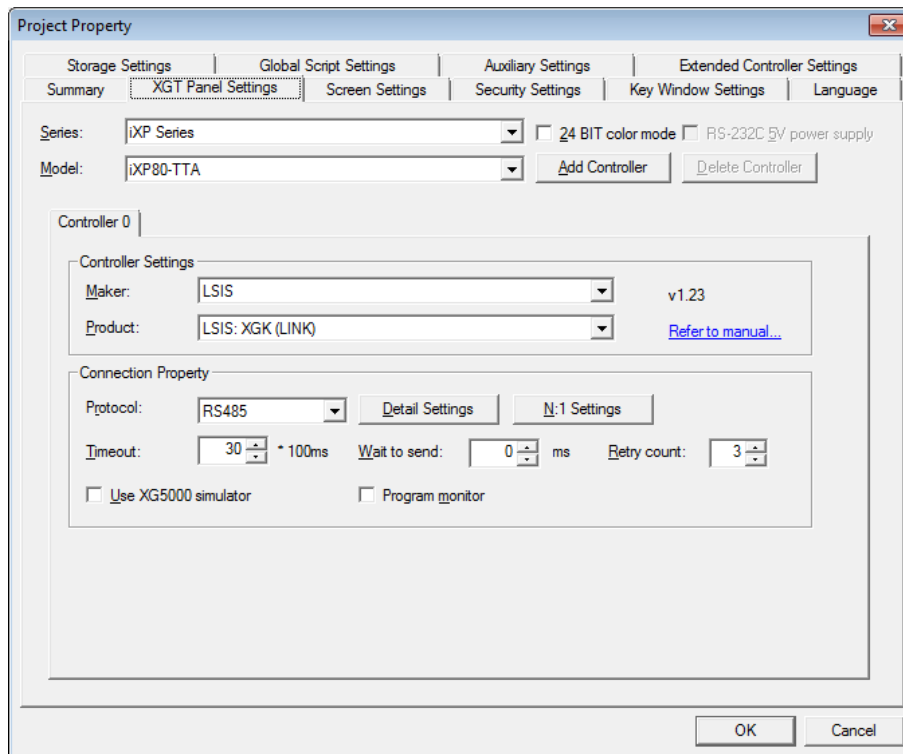 Project Property
Storage Settings Global Script Settings Auxiliary Settings Extended Controller Settings
Summary XGT Panel Settings Screen Settings Security Settings Key Window Settings Language
Series: iXP Series 24 BIT color mode RS-232C 5V power supply
Model: iXP80-TTA Add Controller Delete Controller
Controller 0
Controller Settings
Maker: LSIS v1.23
Product: LSIS: XGK (LINK) Refer to manual...
Connection Property
Protocol: RS485 Detail Settings N:1 Settings
Timeout: 30 * 100ms Wait to send: 0 ms Retry count: 3
Use XG5000 simulator Program monitor
OK Cancel